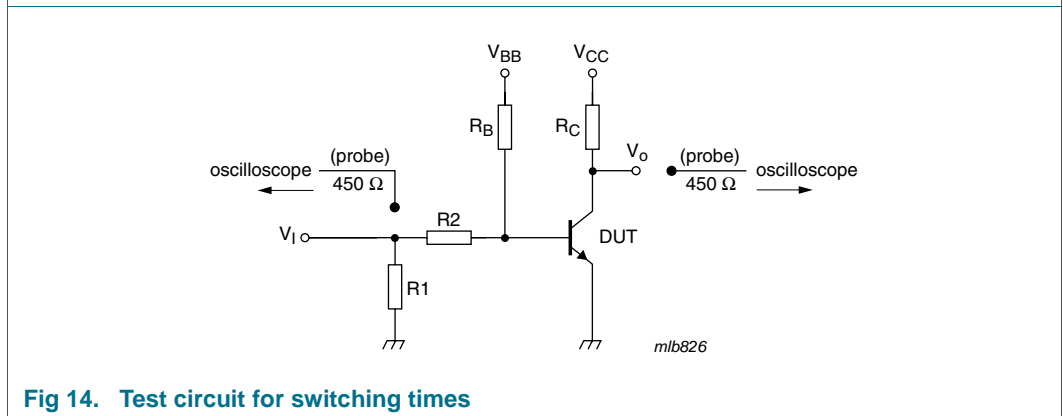 VBB
VCC
RB
RC
Vo
(probe)
450 Ω
oscilloscope
(probe)
450 Ω
oscilloscope
R2
VI
DUT
R1
mlb826
Fig 14. Test circuit for switching times